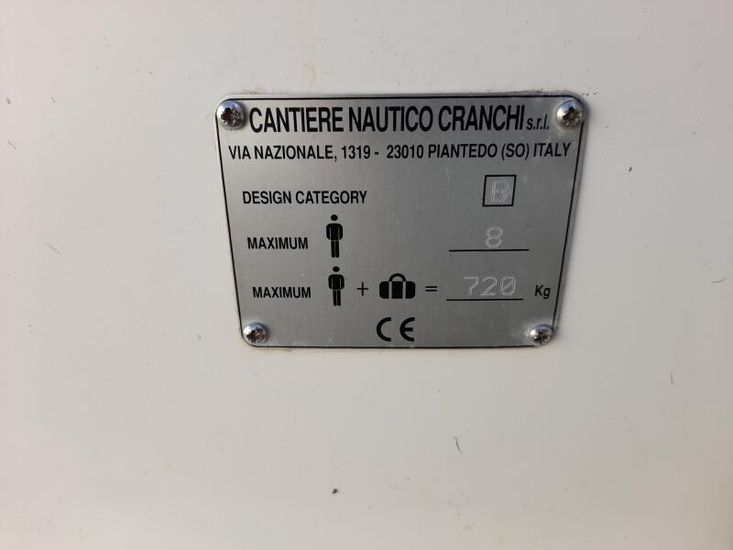 CANTIERE NAUTICO CRANCHI s.r.l.
VIA NAZIONALE, 1319 - 23010 PIANTEDO (SO) ITALY
DESIGN CATEGORY B
MAXIMUM 8
MAXIMUM + = 720 Kg
CE